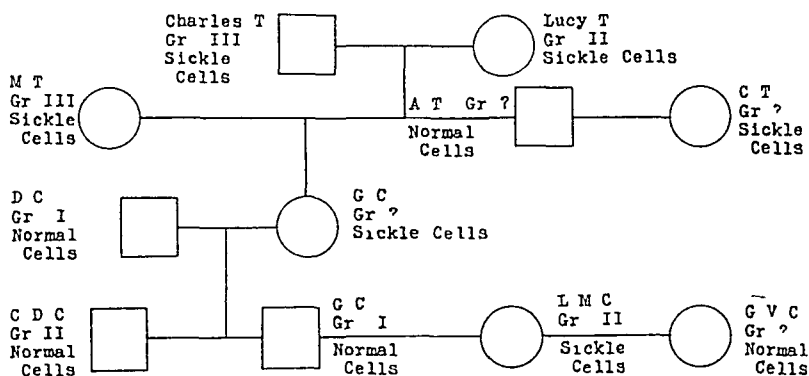 Charles T
Gr III
Sickle
Cells
Lucy T
Gr II
Sickle Cells
M T
Gr III
Sickle
Cells
A T Gr ?
Normal
Cells
C T
Gr ?
Sickle
Cells
D C
Gr I
Normal
Cells
G C
Gr ?
Sickle Cells
C D C
Gr II
Normal
Cells
G C
Gr I
Normal
Cells
L M C
Gr II
Sickle
Cells
G V C
Gr ?
Normal
Cells